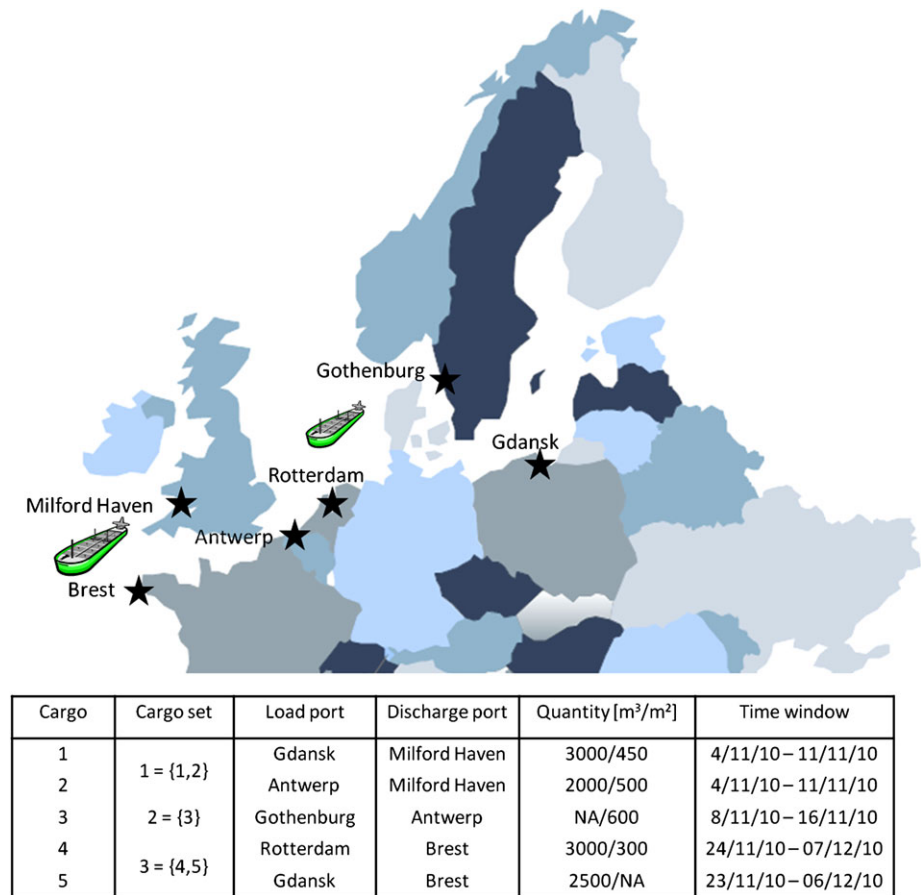 Gothenburg
Gdansk
Rotterdam
Milford Haven
Antwerp
Brest
Cargo Cargo set Load port Discharge port Quantity [m³/m²] Time window
1 1 = {1,2} Gdansk Milford Haven 3000/450 4/11/10 – 11/11/10
2 Antwerp Milford Haven 2000/500 4/11/10 – 11/11/10
3 2 = {3} Gothenburg Antwerp NA/600 8/11/10 – 16/11/10
4 3 = {4,5} Rotterdam Brest 3000/300 24/11/10 – 07/12/10
5 Gdansk Brest 2500/NA 23/11/10 – 06/12/10